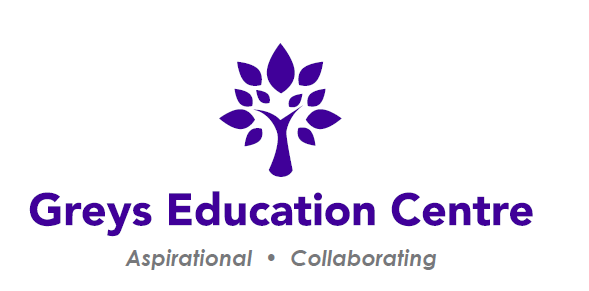 Greys Education Centre
Aspirational • Collaborating